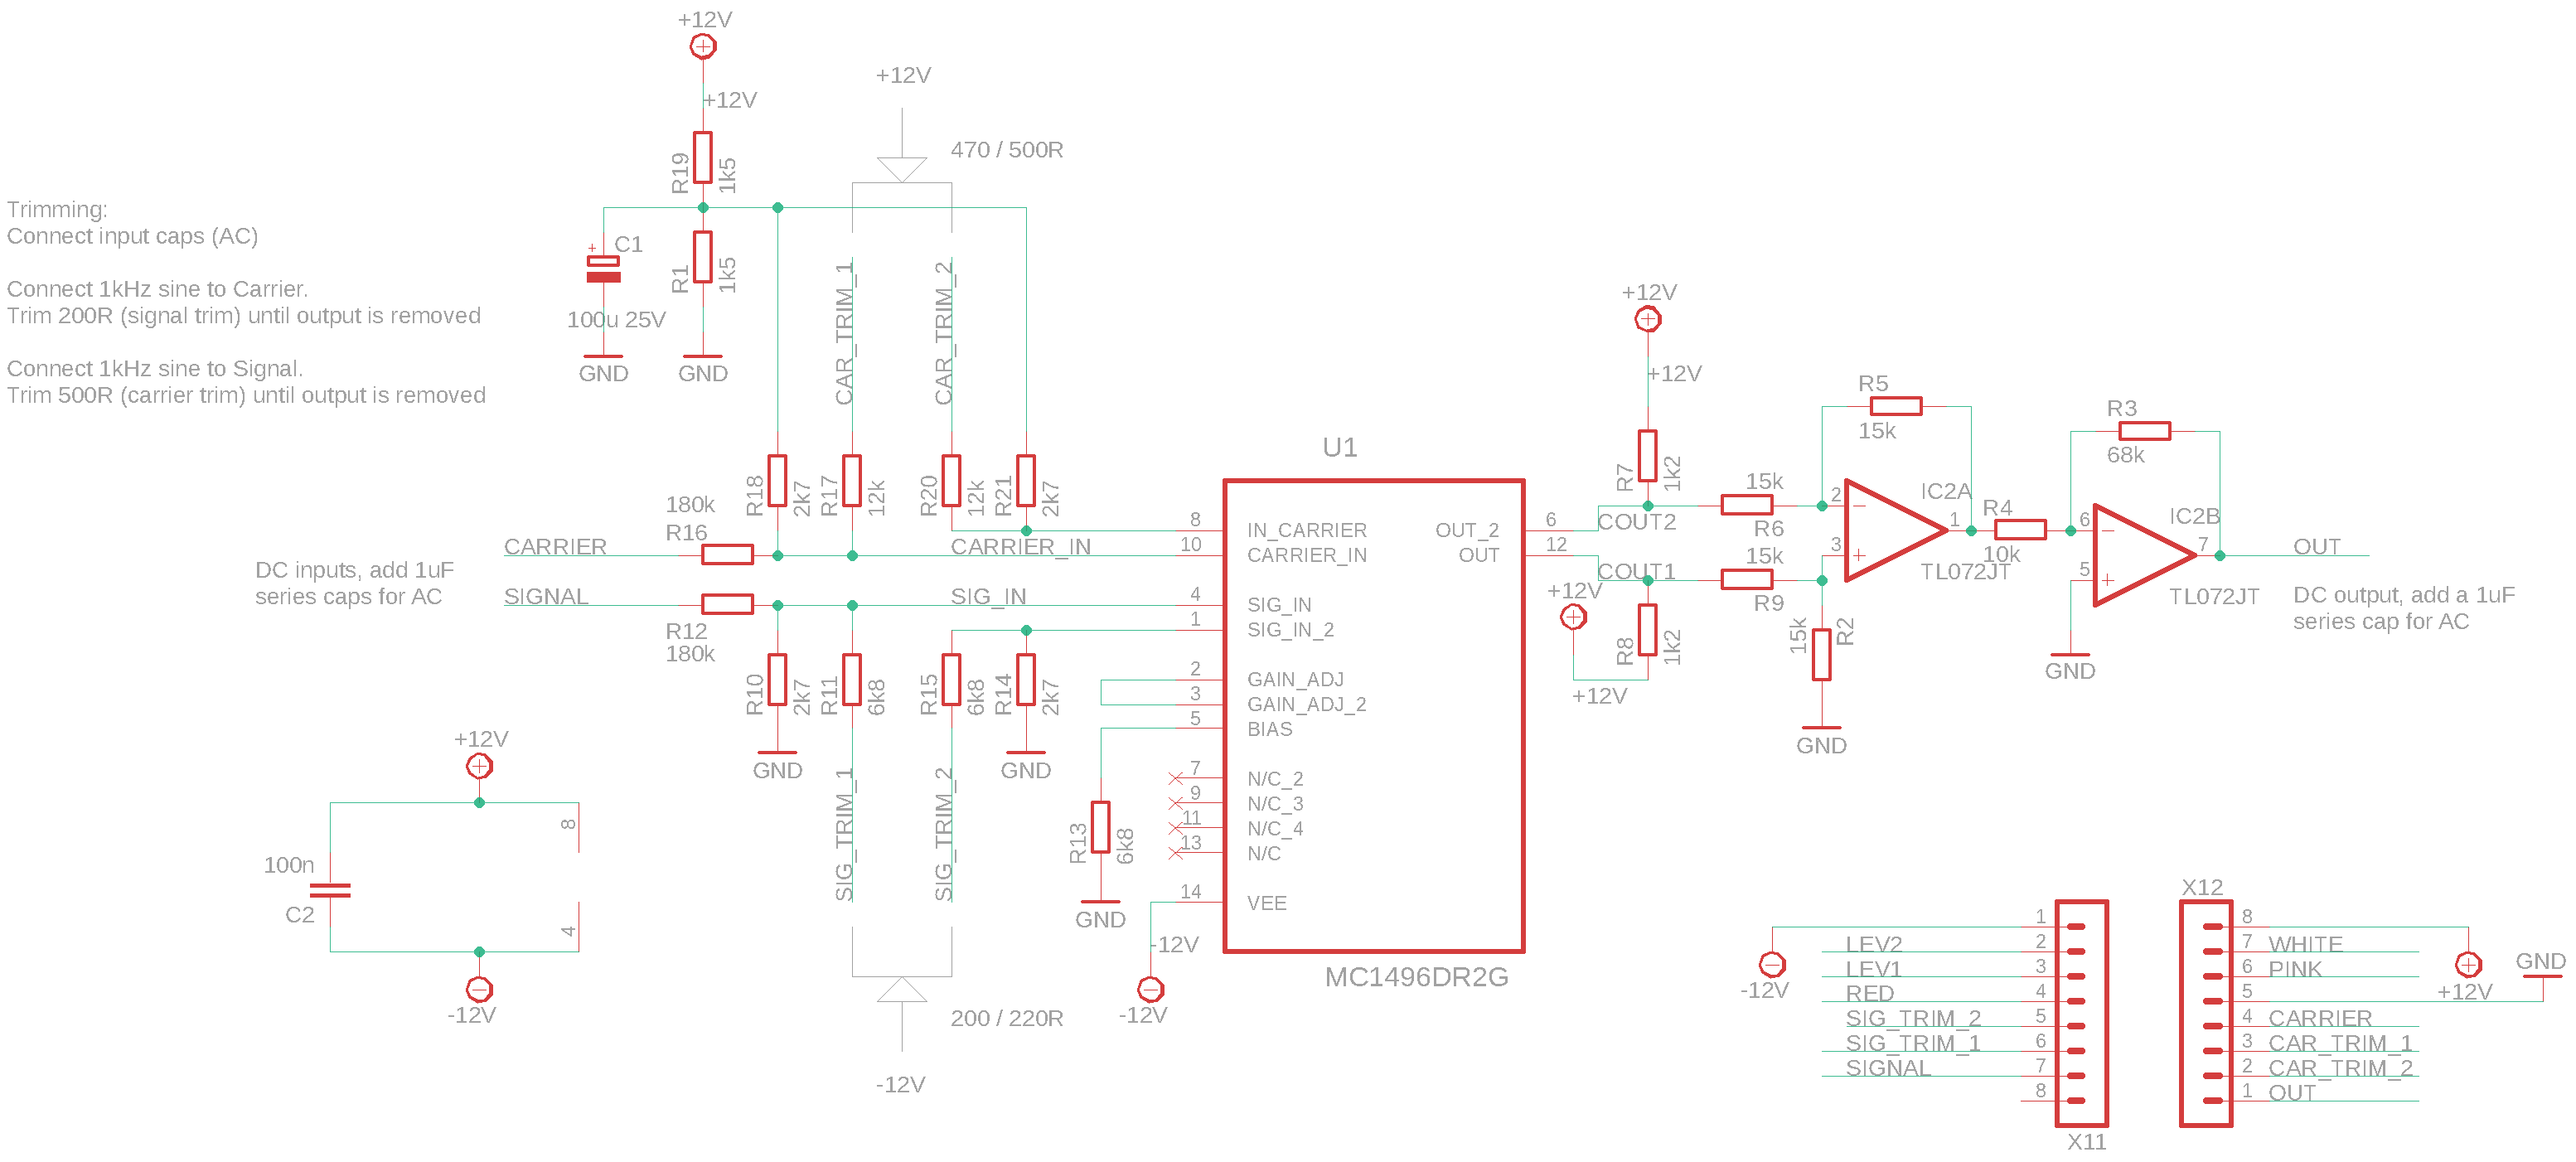 Trimming:
Connect input caps (AC)
Connect 1kHz sine to Carrier.
Trim 200R (signal trim) until output is removed
Connect 1kHz sine to Signal.
Trim 500R (carrier trim) until output is removed
+12V
+12V
R19
1k5
R1
1k5
C1
100u 25V
GND
GND
+12V
470 / 500R
CAR_TRIM_1
CAR_TRIM_2
R18
2k7
R17
12k
R20
12k
R21
2k7
180k
R16
CARRIER
CARRIER_IN
DC inputs, add 1uF
series caps for AC
SIGNAL
SIG_IN
R12
180k
R10
2k7
R11
6k8
R15
6k8
R14
2k7
GND
GND
SIG_TRIM_1
SIG_TRIM_2
200 / 220R
-12V
+12V
100n
C2
8
4
-12V
R13
6k8
GND
-12V
-12V
U1
8 IN_CARRIER
10 CARRIER_IN
4 SIG_IN
1 SIG_IN_2
2 GAIN_ADJ
3 GAIN_ADJ_2
5 BIAS
7 N/C_2
9 N/C_3
11 N/C_4
13 N/C
14 VEE
OUT_2 6
OUT 12
MC1496DR2G
+12V
+12V
R7
1k2
COUT2
COUT1
+12V
R8
1k2
+12V
15k
R6
15k
R9
15k
R2
GND
R5
15k
2
3
1
IC2A
TL072JT
R4
10k
R3
68k
6
5
7
IC2B
TL072JT
GND
OUT
DC output, add a 1uF
series cap for AC
X11
1
LEV2 2
LEV1 3
RED 4
SIG_TRIM_2 5
SIG_TRIM_1 6
SIGNAL 7
8
-12V
X12
8
7 WHITE
6 PINK
5
4 CARRIER
3 CAR_TRIM_1
2 CAR_TRIM_2
1 OUT
+12V
GND